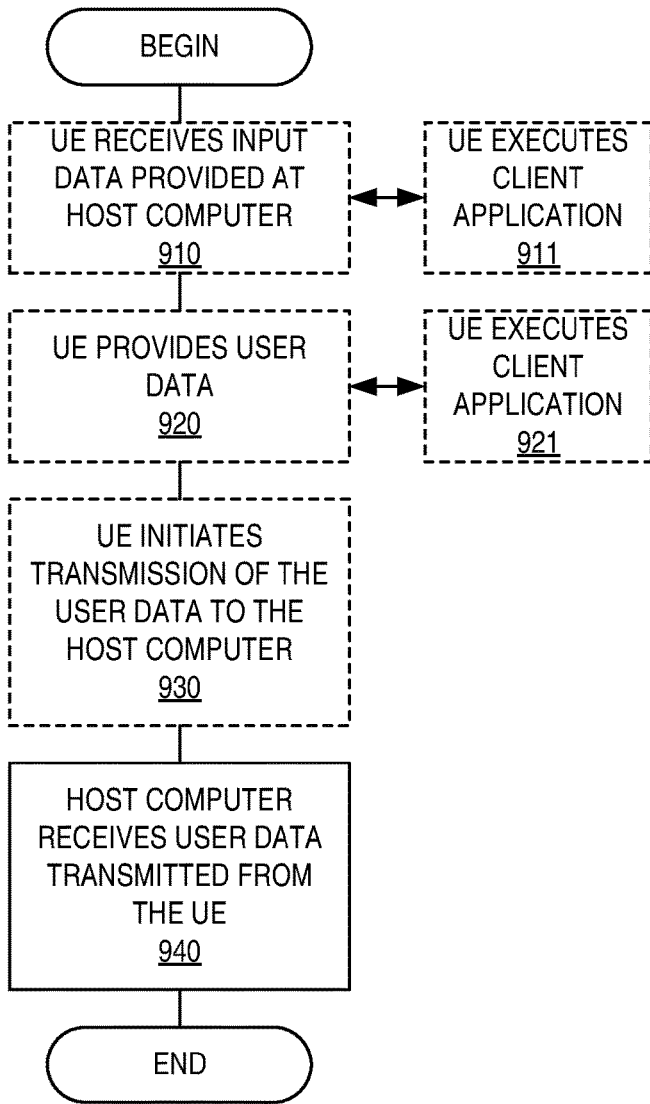 BEGIN
UE RECEIVES INPUT
DATA PROVIDED AT
HOST COMPUTER
910
UE EXECUTES
CLIENT
APPLICATION
911
UE PROVIDES USER
DATA
920
UE EXECUTES
CLIENT
APPLICATION
921
UE INITIATES
TRANSMISSION OF THE
USER DATA TO THE
HOST COMPUTER
930
HOST COMPUTER
RECEIVES USER DATA
TRANSMITTED FROM
THE UE
940
END